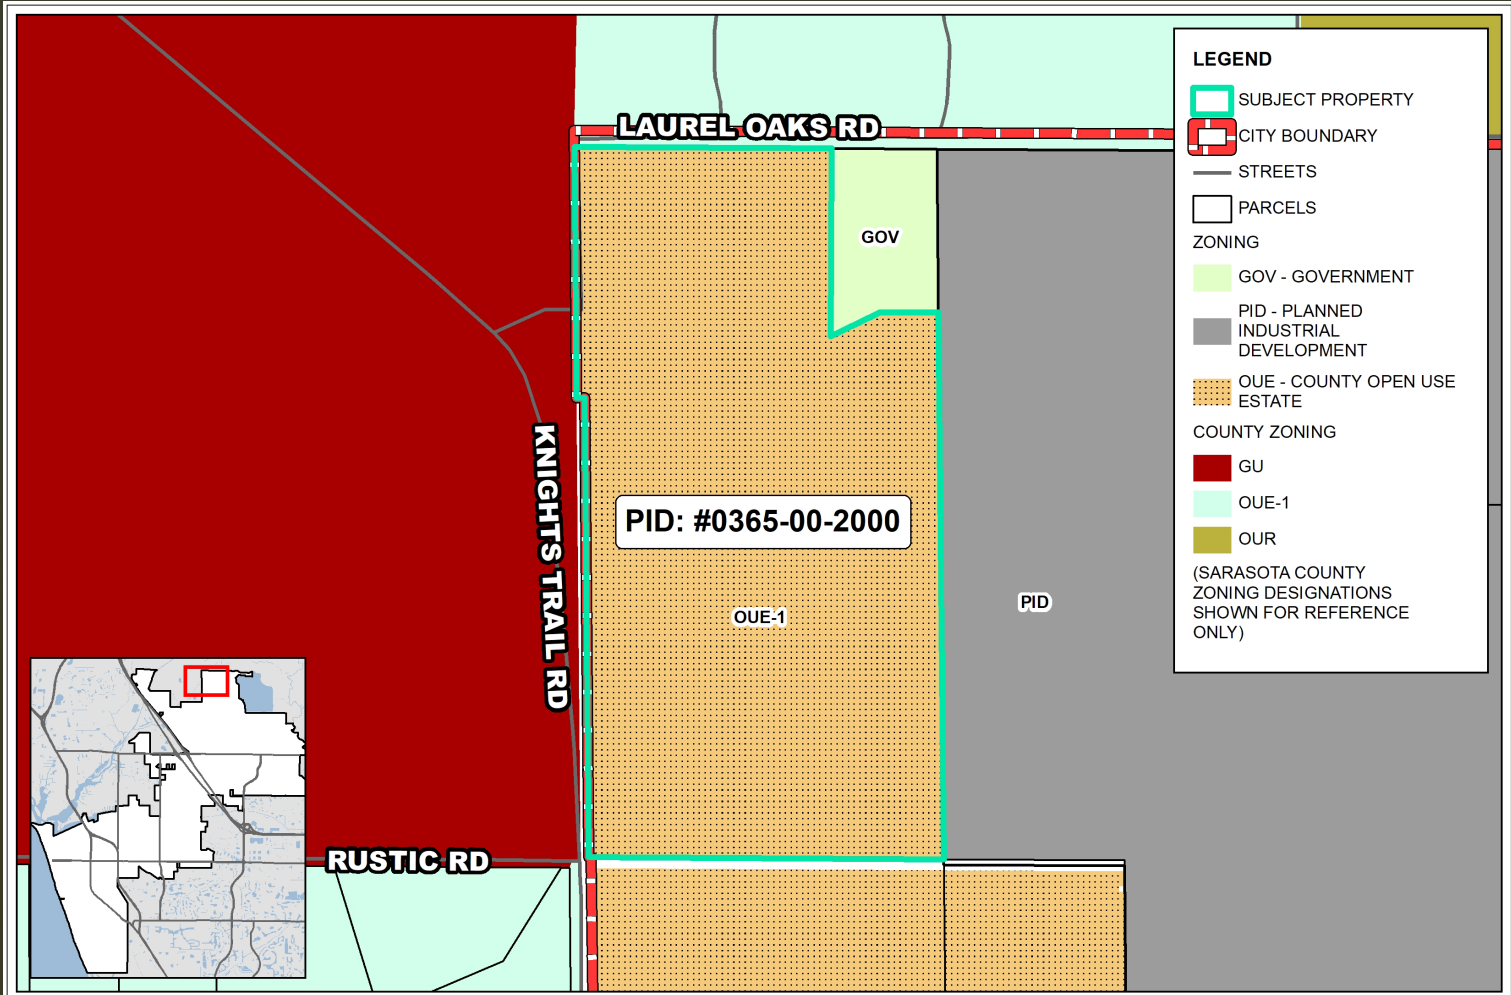 LAUREL OAKS RD
GOV
KNIGHTS TRAIL RD
PID: #0365-00-2000
OUE-1
PID
RUSTIC RD
LEGEND
SUBJECT PROPERTY
CITY BOUNDARY
STREETS
PARCELS
ZONING
GOV - GOVERNMENT
PID - PLANNED
INDUSTRIAL
DEVELOPMENT
OUE - COUNTY OPEN USE
ESTATE
COUNTY ZONING
GU
OUE-1
OUR
(SARASOTA COUNTY
ZONING DESIGNATIONS
SHOWN FOR REFERENCE
ONLY)